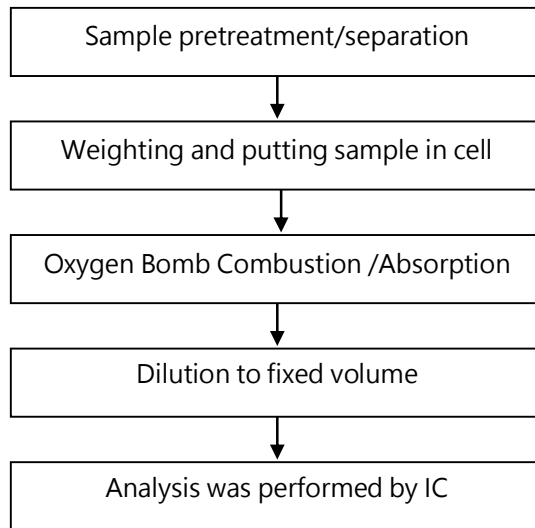 Sample pretreatment/separation
Weighting and putting sample in cell
Oxygen Bomb Combustion /Absorption
Dilution to fixed volume
Analysis was performed by IC